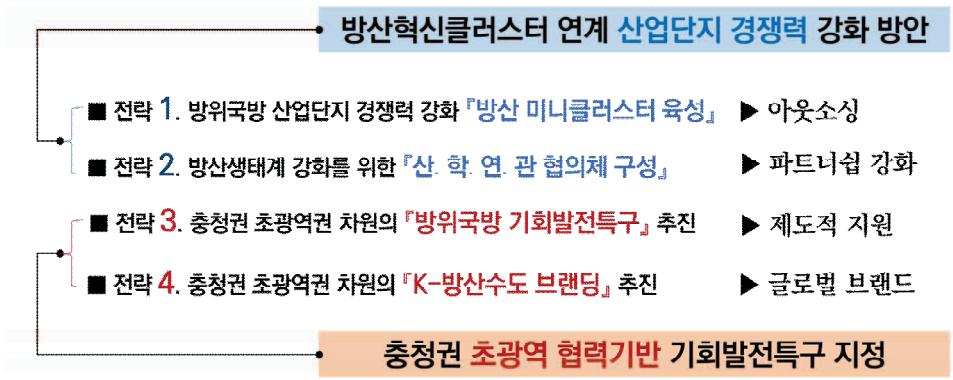 방산혁신클러스터 연계 산업단지 경쟁력 강화 방안
■ 전략 1. 방위국방 산업단지 경쟁력 강화 『방산 미니클러스터 육성』 ▶ 아웃소싱
■ 전략 2. 방산생태계 강화를 위한 『산. 학. 연. 관 협의체 구성』 ▶ 파트너쉽 강화
■ 전략 3. 충청권 초광역권 차원의 『방위국방 기회발전특구』 추진 ▶ 제도적 지원
■ 전략 4. 충청권 초광역권 차원의 『K-방산수도 브랜딩』 추진 ▶ 글로벌 브랜드
충청권 초광역 협력기반 기회발전특구 지정